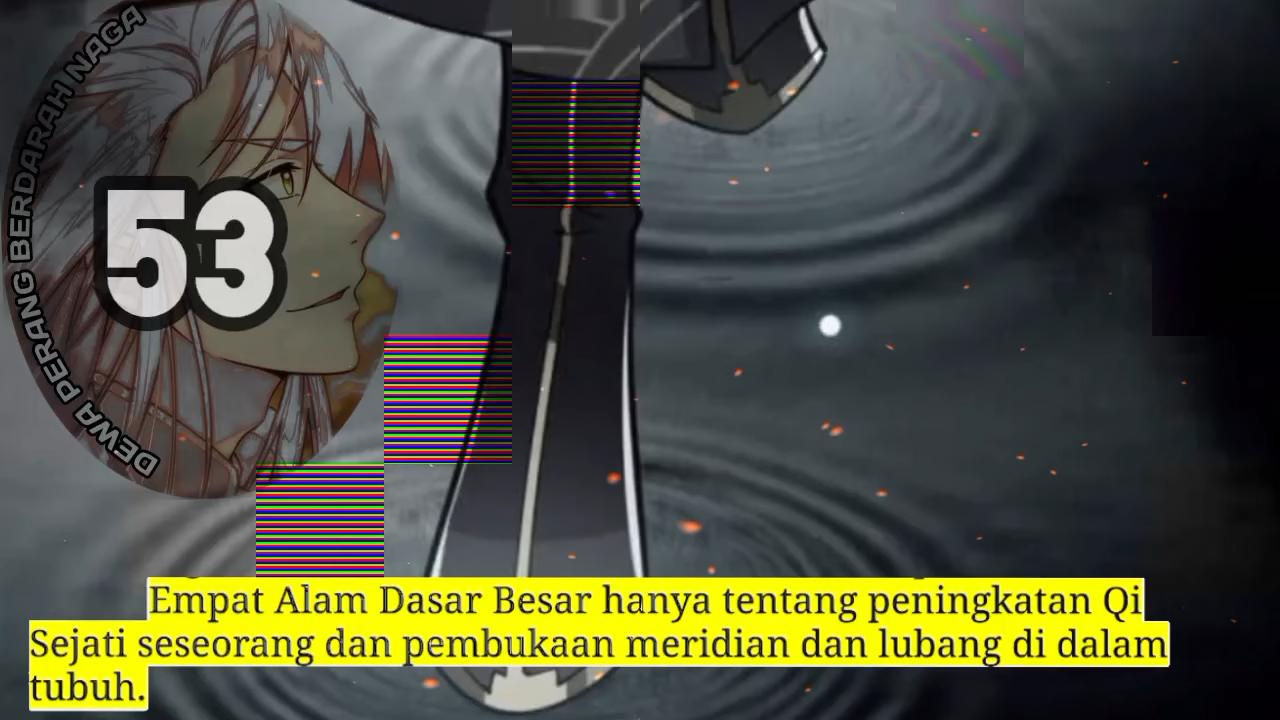 DEWA PERANG BERDARAH NAGA
53
Empat Alam Dasar Besar hanya tentang peningkatan Qi
Sejati seseorang dan pembukaan meridian dan lubang di dalam
tubuh.